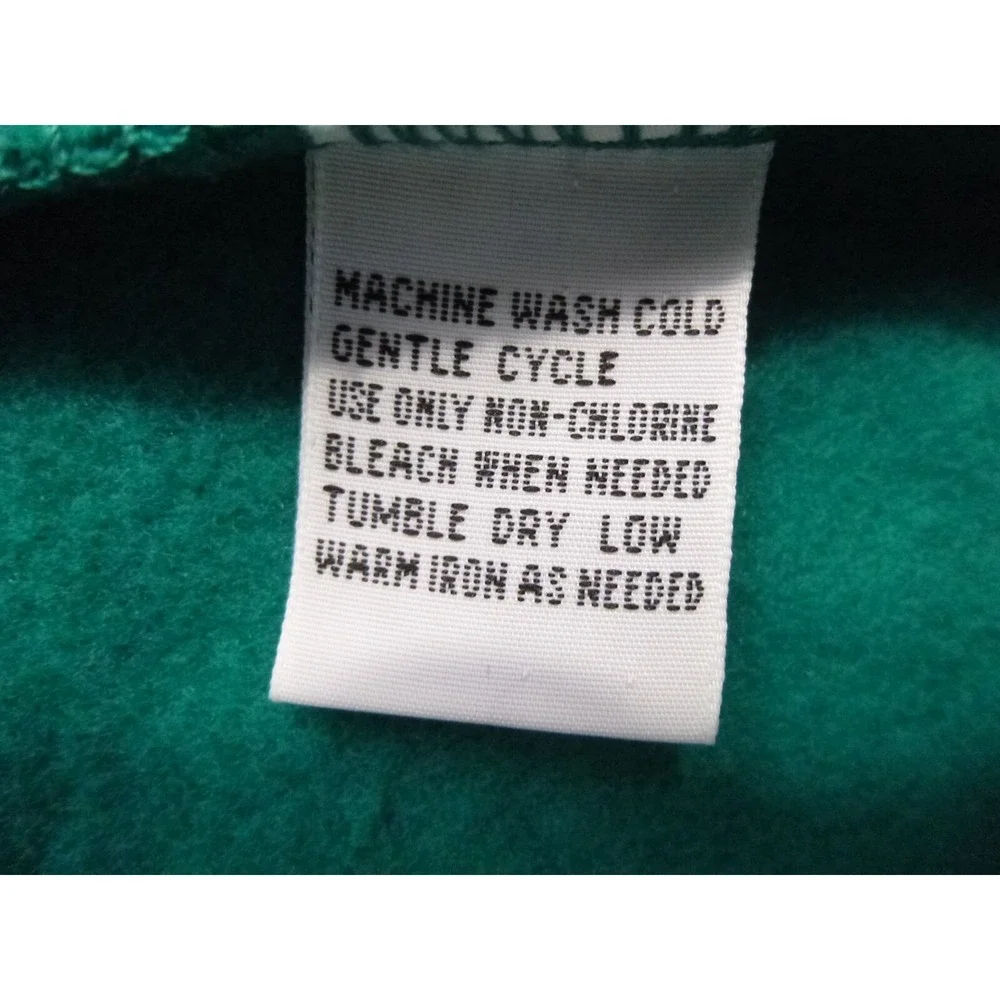 MACHINE WASH COLD
GENTLE CYCLE
USE ONLY NON-CHLORINE
BLEACH WHEN NEEDED
TUMBLE DRY LOW
WARM IRON AS NEEDED